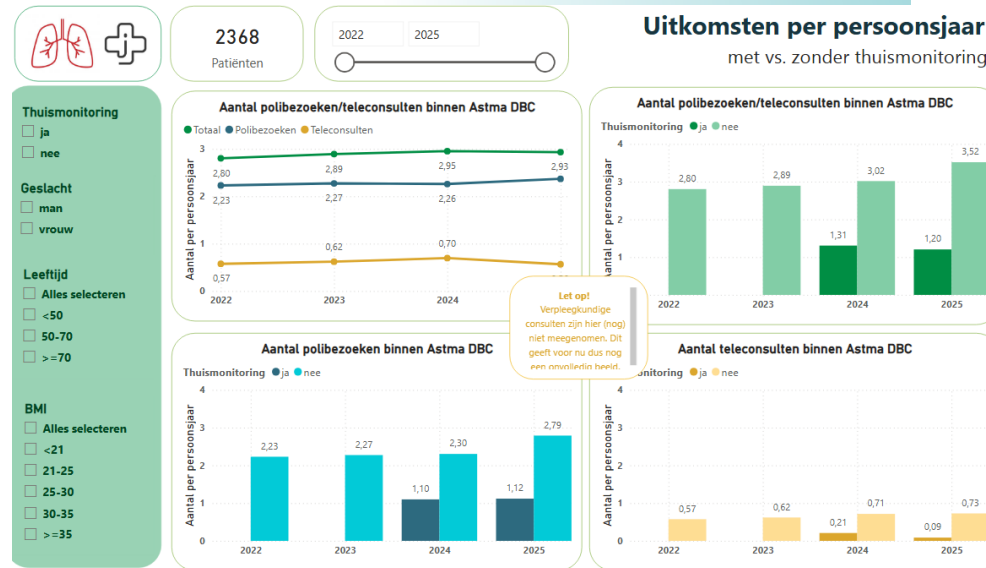 2368
Patiënten
2022
2025
Uitkomsten per persoonsjaar
met vs. zonder thuismonitoring
Thuismonitoring
ja
nee
Geslacht
man
vrouw
Leeftijd
Alles selecteren
<50
50-70
>=70
BMI
Alles selecteren
<21
21-25
25-30
30-35
>=35
Aantal polibezoeken/teleconsulten binnen Astma DBC
Totaal Polibezoeken Teleconsulten
Aantal per persoonsjaar
3
2
1
0
2,80
2,89
2,95
2,93
2,23
2,27
2,26
0,57
0,62
0,70
2022
2023
2024
Aantal polibezoeken/teleconsulten binnen Astma DBC
Thuismonitoring ja nee
Aantal per persoonsjaar
4
3
2
1
2,80
2,89
1,31
3,02
1,20
3,52
2022
2023
2024
2025
Let op!
Verpleegkundige
consulten zijn hier (nog)
niet meegenomen. Dit
geeft voor nu dus nog
een onvolledig beeld.
Aantal polibezoeken binnen Astma DBC
Thuismonitoring ja nee
Aantal per persoonsjaar
4
3
2
1
0
2,23
2,27
1,10
2,30
1,12
2,79
2022
2023
2024
2025
Aantal teleconsulten binnen Astma DBC
onitoring ja nee
Aantal per persoonsjaar
4
3
2
1
0
0,57
0,62
0,21
0,71
0,09
0,73
2022
2023
2024
2025